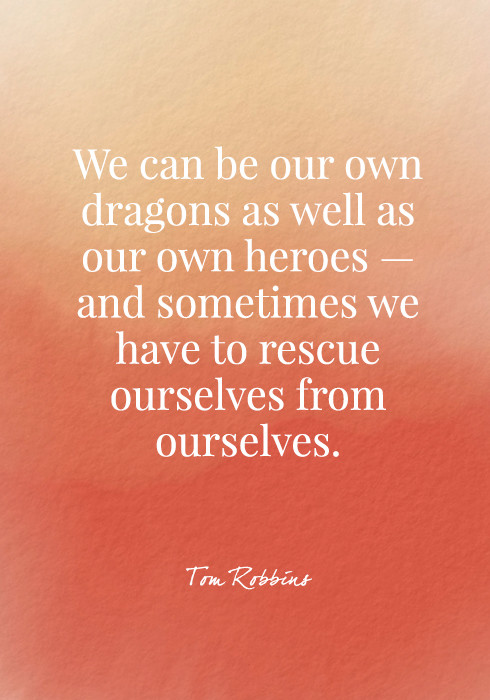 We can be our own
dragons as well as
our own heroes —
and sometimes we
have to rescue
ourselves from
ourselves.
Tom Robbins